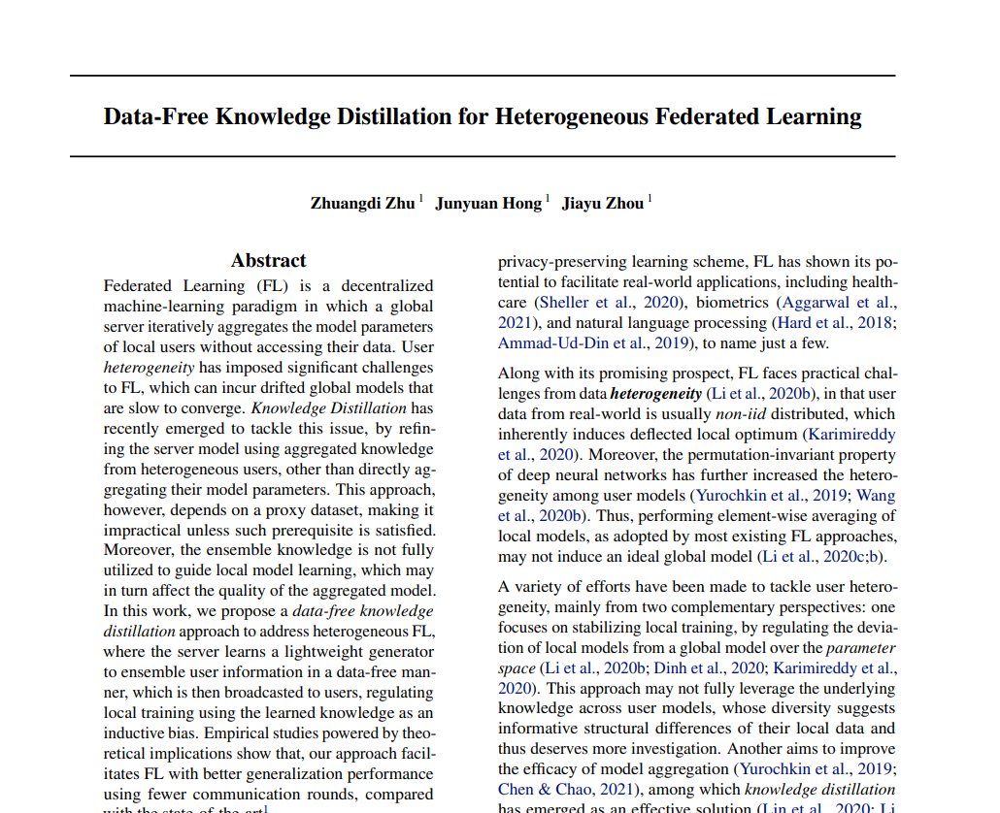 Data-Free Knowledge Distillation for Heterogeneous Federated Learning
Zhuangdi Zhu 1 Junyuan Hong 1 Jiayu Zhou 1
Abstract
Federated Learning (FL) is a decentralized
machine-learning paradigm in which a global
server iteratively aggregates the model parameters
of local users without accessing their data. User
heterogeneity has imposed significant challenges
to FL, which can incur drifted global models that
are slow to converge. Knowledge Distillation has
recently emerged to tackle this issue, by refin-
ing the server model using aggregated knowledge
from heterogeneous users, other than directly ag-
gregating their model parameters. This approach,
however, depends on a proxy dataset, making it
impractical unless such prerequisite is satisfied.
Moreover, the ensemble knowledge is not fully
utilized to guide local model learning, which may
in turn affect the quality of the aggregated model.
In this work, we propose a data-free knowledge
distillation approach to address heterogeneous FL,
where the server learns a lightweight generator
to ensemble user information in a data-free man-
ner, which is then broadcasted to users, regulating
local training using the learned knowledge as an
inductive bias. Empirical studies powered by theo-
retical implications show that, our approach facil-
itates FL with better generalization performance
using fewer communication rounds, compared
with the state-of-the-art1
privacy-preserving learning scheme, FL has shown its po-
tential to facilitate real-world applications, including health-
care (Sheller et al., 2020), biometrics (Aggarwal et al.,
2021), and natural language processing (Hard et al., 2018;
Ammad-Ud-Din et al., 2019), to name just a few.
Along with its promising prospect, FL faces practical chal-
lenges from data heterogeneity (Li et al., 2020b), in that user
data from real-world is usually non-iid distributed, which
inherently induces deflected local optimum (Karimireddy
et al., 2020). Moreover, the permutation-invariant property
of deep neural networks has further increased the hetero-
geneity among user models (Yurochkin et al., 2019; Wang
et al., 2020b). Thus, performing element-wise averaging of
local models, as adopted by most existing FL approaches,
may not induce an ideal global model (Li et al., 2020c;b).
A variety of efforts have been made to tackle user hetero-
geneity, mainly from two complementary perspectives: one
focuses on stabilizing local training, by regulating the devia-
tion of local models from a global model over the parameter
space (Li et al., 2020b; Dinh et al., 2020; Karimireddy et al.,
2020). This approach may not fully leverage the underlying
knowledge across user models, whose diversity suggests
informative structural differences of their local data and
thus deserves more investigation. Another aims to improve
the efficacy of model aggregation (Yurochkin et al., 2019;
Chen & Chao, 2021), among which knowledge distillation
has emerged as an effective solution (Lin et al., 2020; Li